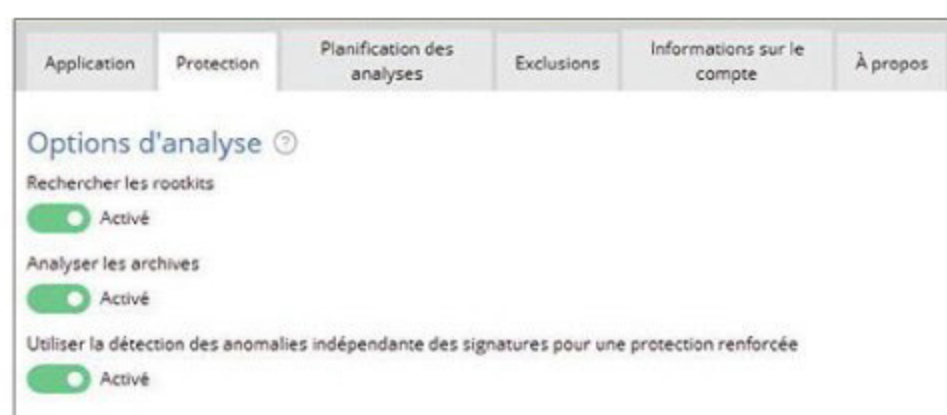 Application
Protection
Planification des
analyses
Exclusions
Informations sur le
compte
À propos
Options d'analyse ?
Rechercher les rootkits
Activé
Analyser les archives
Activé
Utiliser la détection des anomalies indépendante des signatures pour une protection renforcée
Activé